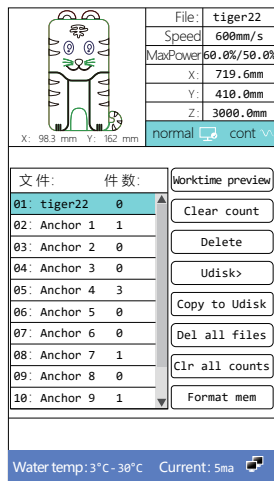 File: tiger22
Speed 600mm/s
MaxPower 60.0%/50.0%
X: 719.6mm
Y: 410.0mm
Z: 3000.0mm
X: 98.3 mm Y: 162 mm
normal cont
文件: 件数:
01: tiger22 0
02: Anchor 1 1
03: Anchor 2 0
04: Anchor 3 0
05: Anchor 4 3
06: Anchor 5 0
07: Anchor 6 0
08: Anchor 7 1
09: Anchor 8 0
10: Anchor 9 1
Worktime preview
Clear count
Delete
Udisk>
Copy to Udisk
Del all files
Clr all counts
Format mem
Water temp:3°C-30°C Current: 5ma